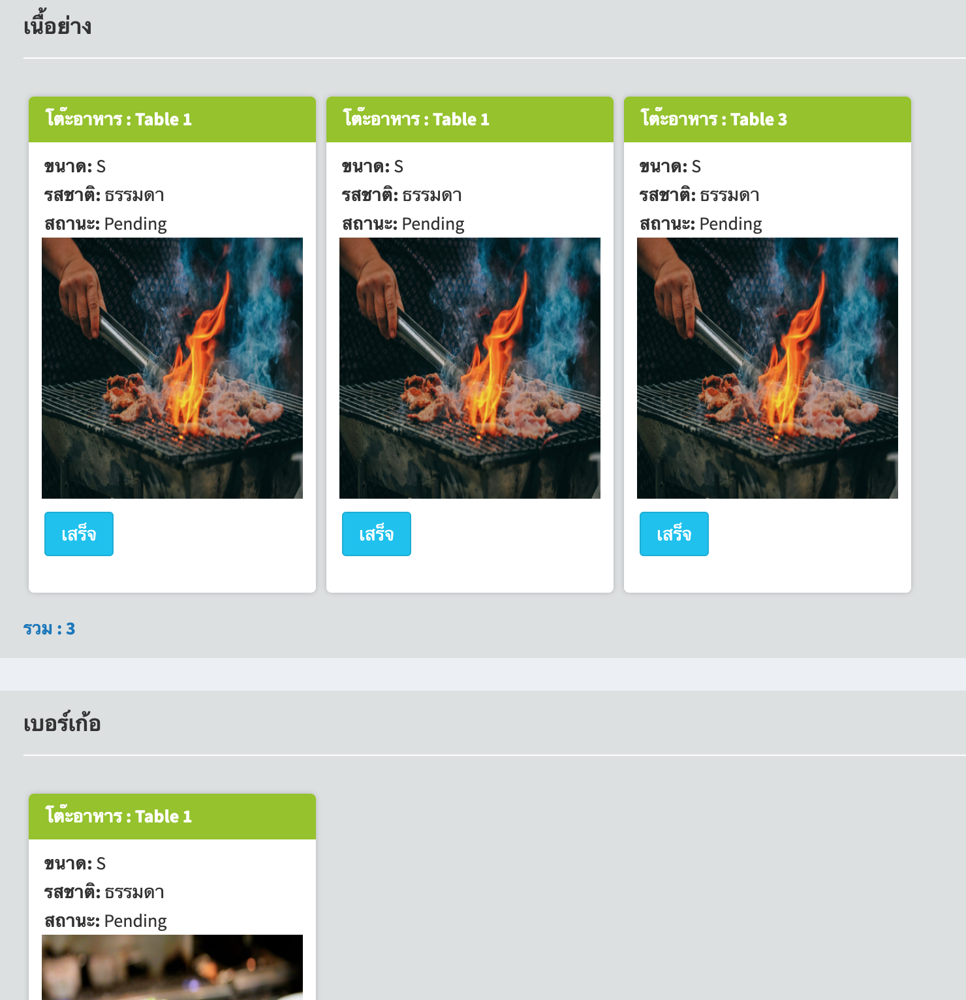 เนื้อย่าง
โต๊ะอาหาร : Table 1
ขนาด: S
รสชาติ: ธรรมดา
สถานะ: Pending
เสร็จ
โต๊ะอาหาร : Table 1
ขนาด: S
รสชาติ: ธรรมดา
สถานะ: Pending
เสร็จ
โต๊ะอาหาร : Table 3
ขนาด: S
รสชาติ: ธรรมดา
สถานะ: Pending
เสร็จ
รวม : 3
เบอร์เก้อ
โต๊ะอาหาร : Table 1
ขนาด: S
รสชาติ: ธรรมดา
สถานะ: Pending